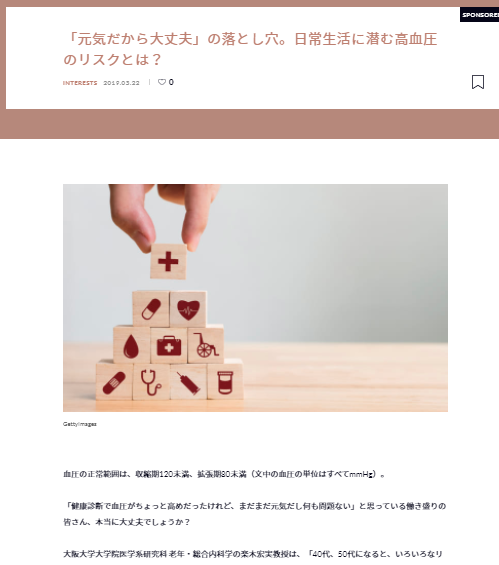 SPONSORED
「元気だから大丈夫」の落とし穴。日常生活に潜む高血圧
のリスクとは？
INTERESTS 2019.03.22 0
GettyImages
血圧の正常範囲は、収縮期120未満、拡張期80未満（文中の血圧の単位はすべてmmHg）。
「健康診断で血圧がちょっと高めだったけれど、まだまだ元気だし何も問題ない」と思っている働き盛りの
皆さん、本当に大丈夫でしょうか？
大阪大学大学院医学系研究科 老年・総合内科学の楽木宏実教授は、「40代、50代になると、いろいろなリ